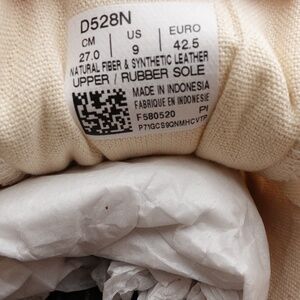 D528N
CM US EURO
27.0 9 42.5
NATURAL FIBER & SYNTHETIC LEATHER
UPPER / RUBBER SOLE
MADE IN INDONESIA
FABRIQUE EN INDONESIE
F580520 PI